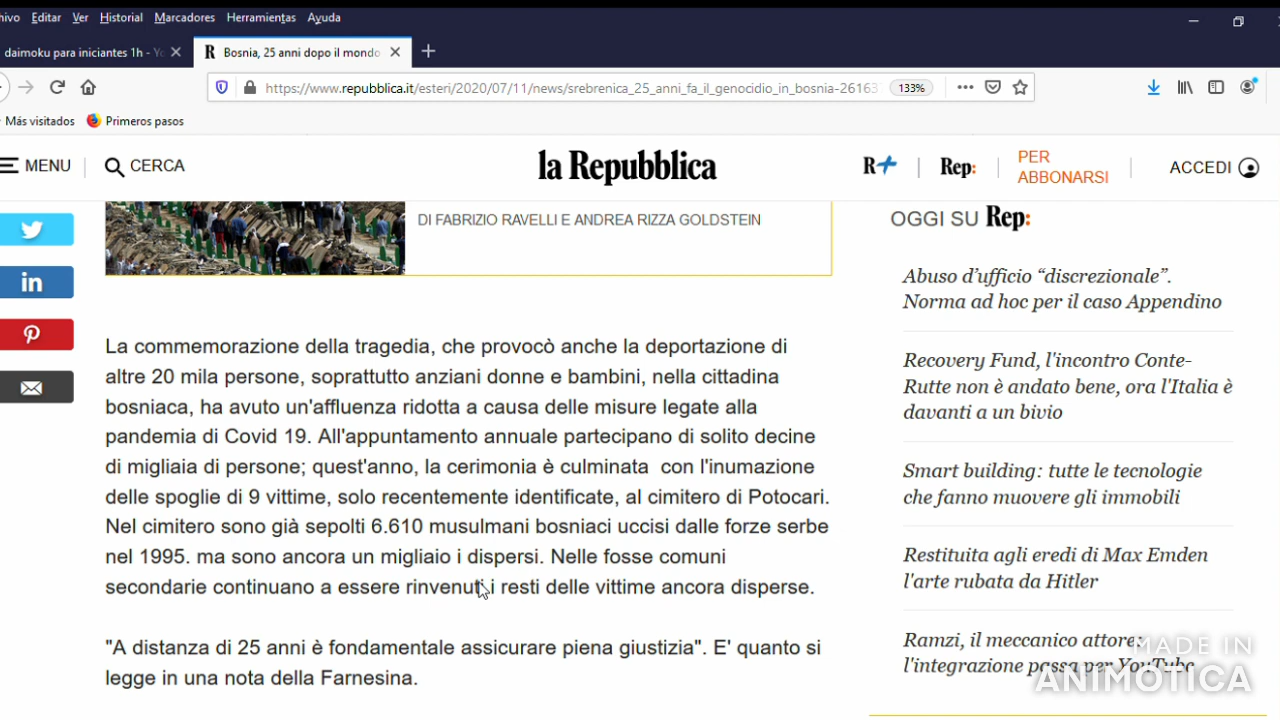 hivo Editar Ver Historial Marcadores Herramientas Ayuda
daimoku para iniciantes 1h - Yo
R Bosnia, 25 anni dopo il mondo
https://www.repubblica.it/esteri/2020/07/11/news/srebrenica_25_anni_fa_il_genocidio_in_bosnia-26163
133%
Más visitados Primeros pasos
MENU
CERCA
la Repubblica
R+
Rep:
PER
ABBONARSI
ACCEDI
in
DI FABRIZIO RAVELLI E ANDREA RIZZA GOLDSTEIN
La commemorazione della tragedia, che provocò anche la deportazione di
altre 20 mila persone, soprattutto anziani donne e bambini, nella cittadina
bosniaca, ha avuto un'affluenza ridotta a causa delle misure legate alla
pandemia di Covid 19. All'appuntamento annuale partecipano di solito decine
di migliaia di persone; quest'anno, la cerimonia è culminata con l'inumazione
delle spoglie di 9 vittime, solo recentemente identificate, al cimitero di Potocari.
Nel cimitero sono già sepolti 6.610 musulmani bosniaci uccisi dalle forze serbe
nel 1995. ma sono ancora un migliaio i dispersi. Nelle fosse comuni
secondarie continuano a essere rinvenuti i resti delle vittime ancora disperse.
"A distanza di 25 anni è fondamentale assicurare piena giustizia". E' quanto si
legge in una nota della Farnesina.
OGGI SU Rep:
Abuso d’ufficio “discrezionale”.
Norma ad hoc per il caso Appendino
Recovery Fund, l'incontro Conte-
Rutte non è andato bene, ora l'Italia è
davanti a un bivio
Smart building: tutte le tecnologie
che fanno muovere gli immobili
Restituita agli eredi di Max Emden
l'arte rubata da Hitler
Ramzi, il meccanico attore:
l'integrazione passa per YouTube
MADE IN
ANIMOTICA